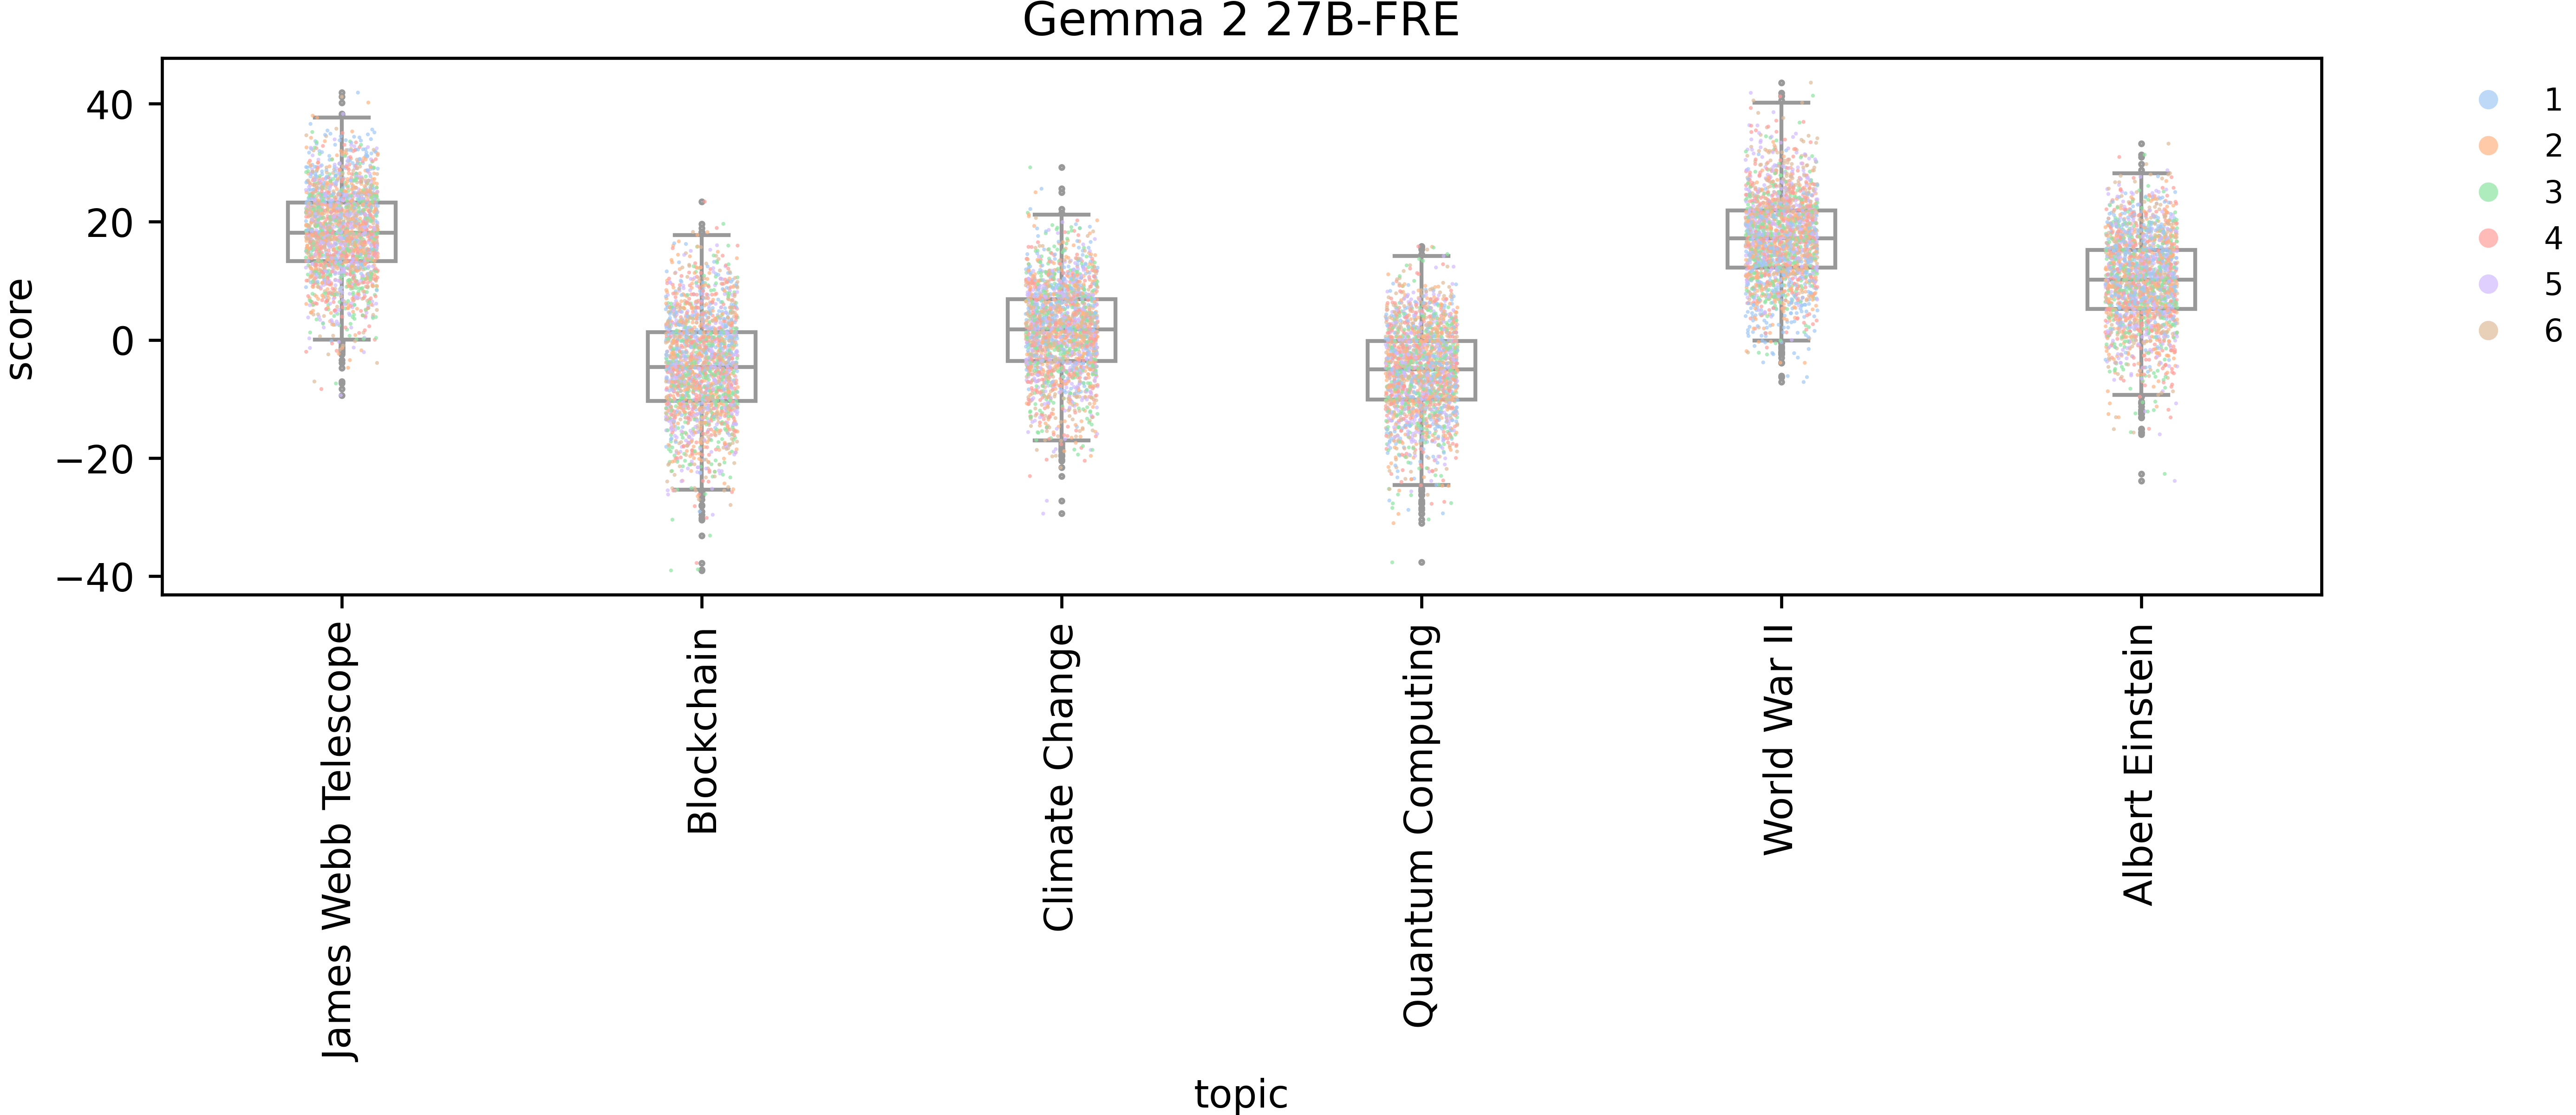 Gemma 2 27B-FRE
score
40
20
0
−20
−40
James Webb Telescope
Blockchain
Climate Change
Quantum Computing
World War II
Albert Einstein
topic
1
2
3
4
5
6